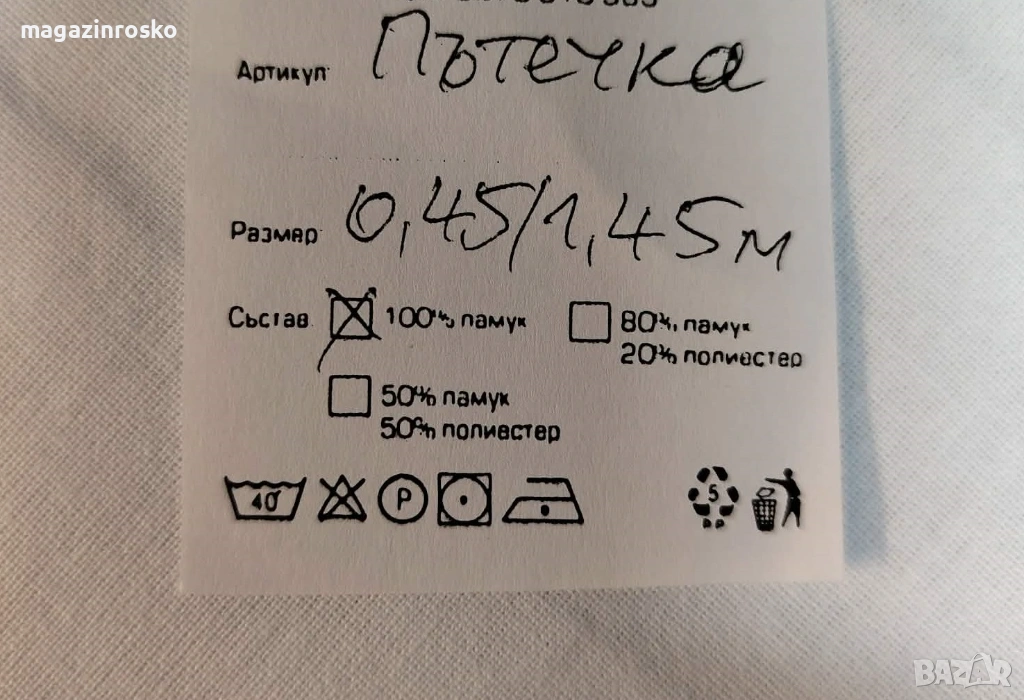 magazinrosko
Артикул Пътечка
Размер 0,45/1,45м
Състав 100% памук 80% памук
20% полиестер
50% памук
50% полиестер
40 P 5
PP
BAZAR